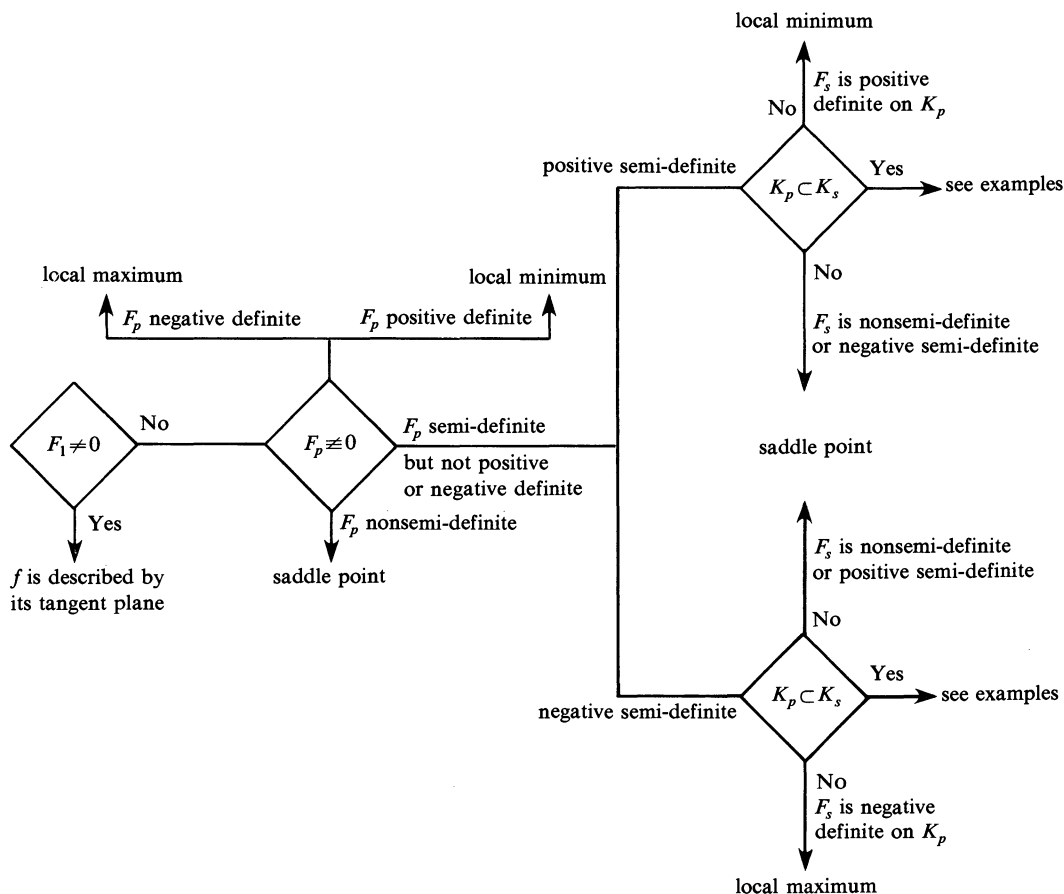 local minimum
F_s is positive
definite on K_p
No
positive semi-definite
K_p ⊂ K_s
Yes
see examples
No
F_s is nonsemi-definite
or negative semi-definite
local maximum
local minimum
F_p negative definite
F_p positive definite
F_1 ≠ 0
No
F_p ≢ 0
F_p semi-definite
but not positive
or negative definite
saddle point
Yes
F_p nonsemi-definite
f is described by
its tangent plane
saddle point
F_s is nonsemi-definite
or positive semi-definite
No
negative semi-definite
K_p ⊂ K_s
Yes
see examples
No
F_s is negative
definite on K_p
local maximum